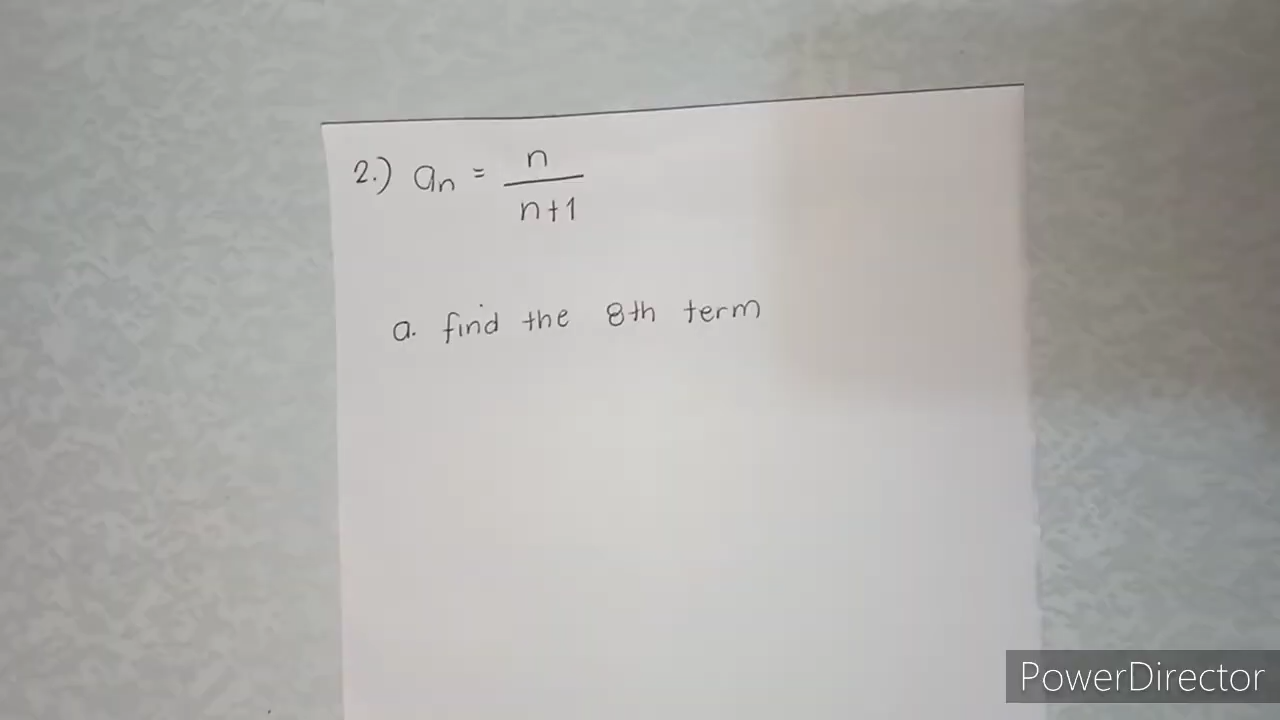 2.) an = n
n+1
a. find the 8th term
PowerDirector